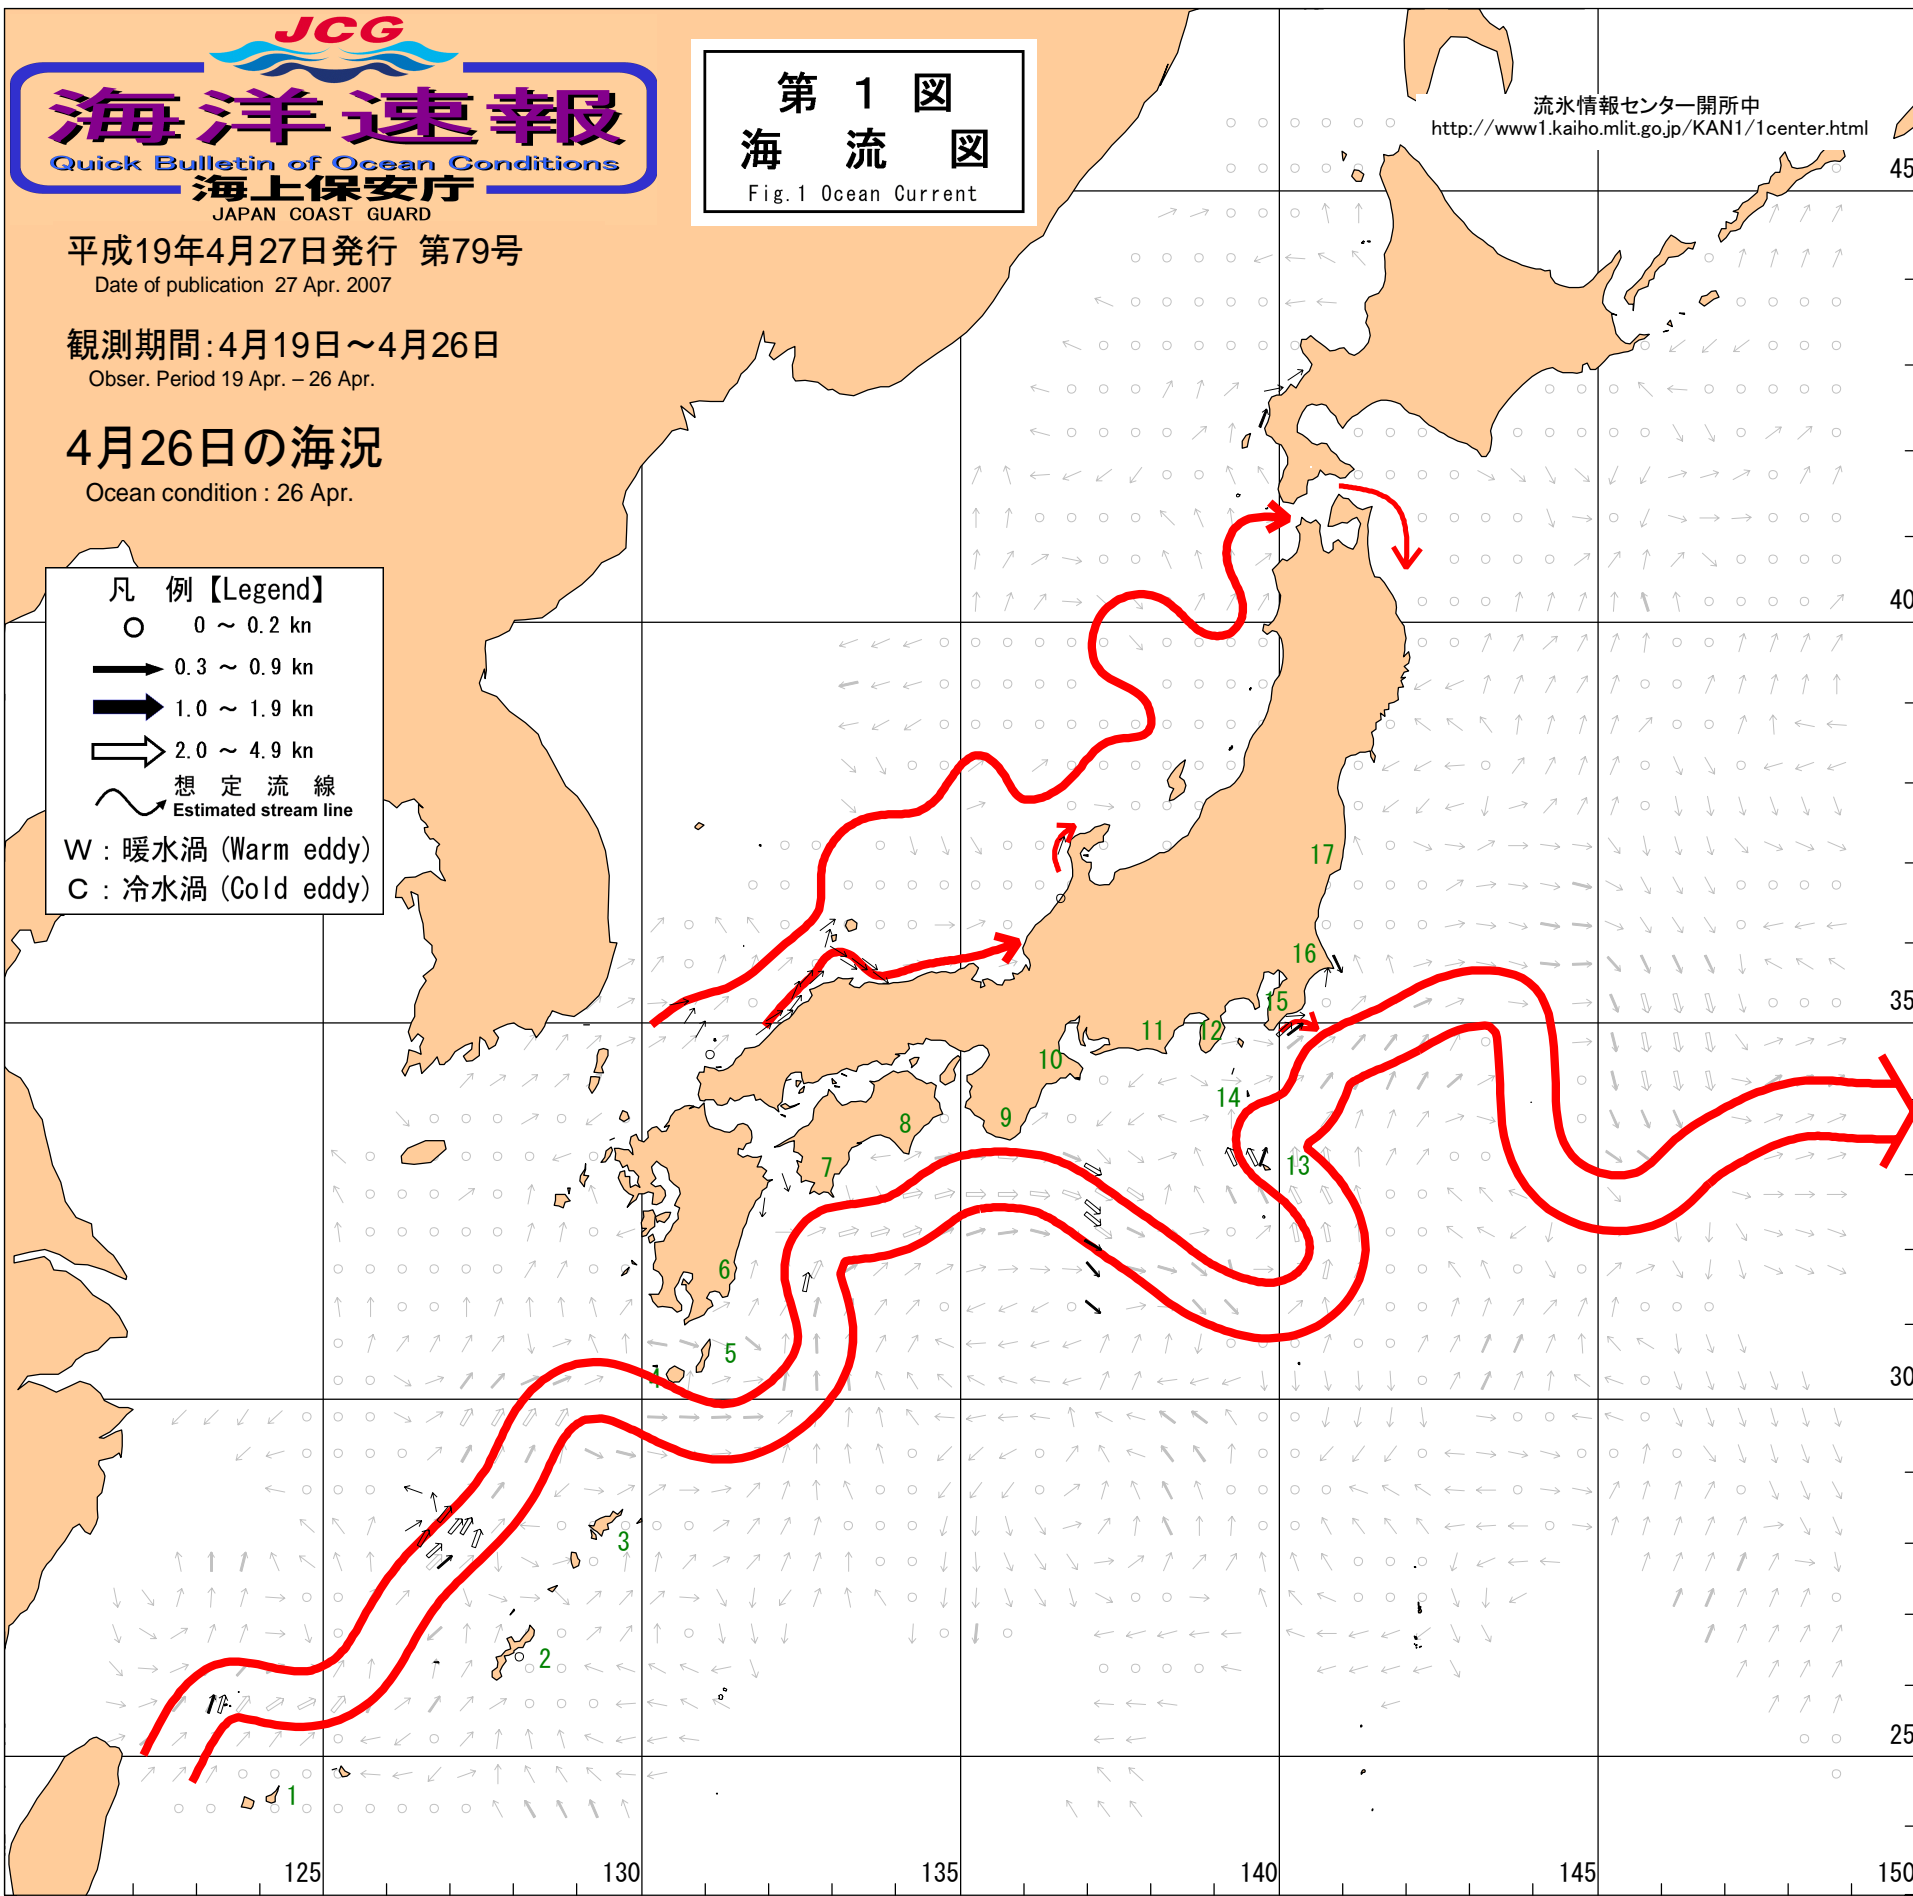 JCG
海洋速報
Quick Bulletin of Ocean Conditions
海上保安庁
JAPAN COAST GUARD
平成19年4月27日発行 第79号
Date of publication 27 Apr. 2007
観測期間:4月19日～4月26日
Obser. Period 19 Apr. – 26 Apr.
4月26日の海況
Ocean condition : 26 Apr.
第 1 図
海 流 図
Fig.1 Ocean Current
流氷情報センター開所中
http://www1.kaiho.mlit.go.jp/KAN1/1center.html
凡 例【Legend】
0 ～ 0.2 kn
0.3 ～ 0.9 kn
1.0 ～ 1.9 kn
2.0 ～ 4.9 kn
想 定 流 線
Estimated stream line
W : 暖水渦 (Warm eddy)
C : 冷水渦 (Cold eddy)
45
40
17
16
35
15
11
12
10
14
9
8
7
13
6
5
4
30
3
2
25
1
125
130
135
140
145
150